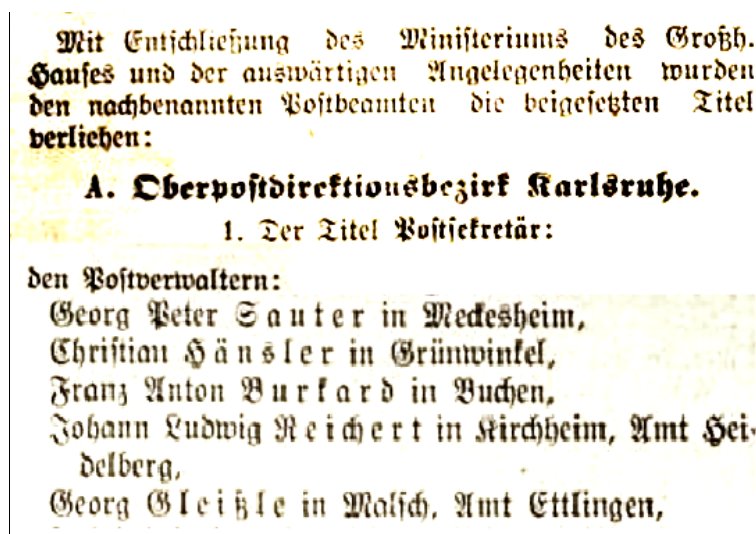 Mit Entschließung des Ministeriums des Großh.
Hauses und der auswärtigen Angelegenheiten wurden
den nachbenannten Postbeamten die beigesetzten Titel
verliehen:
A. Oberpostdirektionsbezirk Karlsruhe.
1. Der Titel Postsekretär:
den Postverwaltern:
Georg Peter Sauter in Meckesheim,
Christian Hänsler in Grünwinkel,
Franz Anton Burkard in Buchen,
Johann Ludwig Reichert in Kirchheim, Amt Hei-
delberg,
Georg Gleißle in Malsch, Amt Ettlingen,